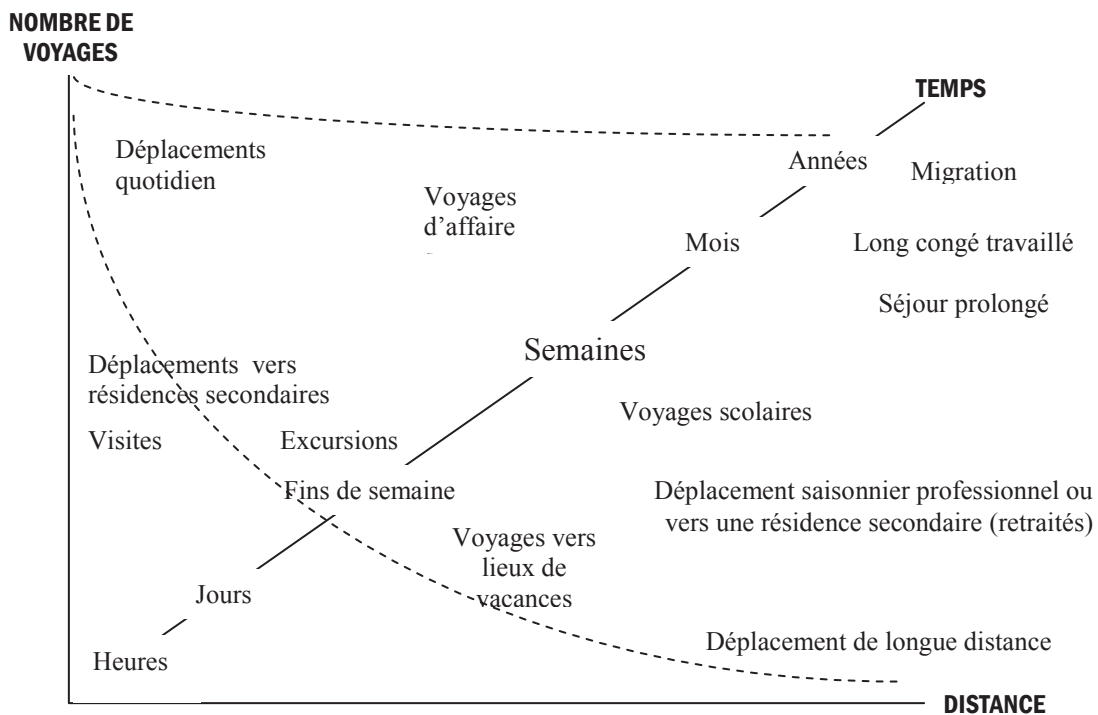 NOMBRE DE
VOYAGES
TEMPS
Déplacements
quotidien
Années
Migration
Voyages
d’affaire
Mois
Long congé travaillé
Séjour prolongé
Semaines
Déplacements vers
résidences secondaires
Voyages scolaires
Visites
Excursions
Fins de semaine
Déplacement saisonnier professionnel ou
vers une résidence secondaire (retraités)
Voyages vers
lieux de
vacances
Jours
Déplacement de longue distance
Heures
DISTANCE